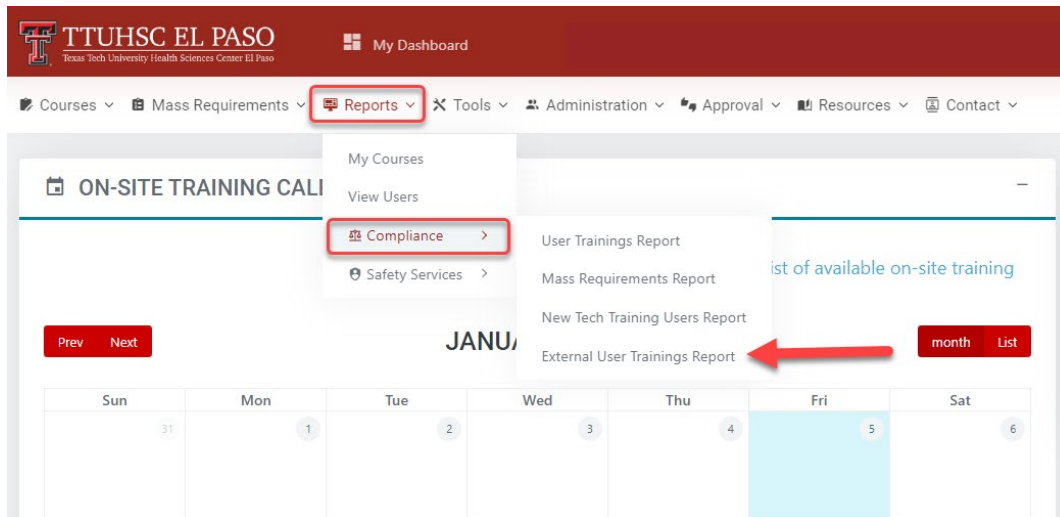 TTUHSC EL PASO
Texas Tech University Health Sciences Center El Paso
My Dashboard
Courses Mass Requirements Reports Tools Administration Approval Resources Contact
My Courses
View Users
Compliance
Safety Services
User Trainings Report
Mass Requirements Report
New Tech Training Users Report
External User Trainings Report
ON-SITE TRAINING CAL
ist of available on-site training
Prev Next
JANU
month List
Sun Mon Tue Wed Thu Fri Sat
31 1 2 3 4 5 6